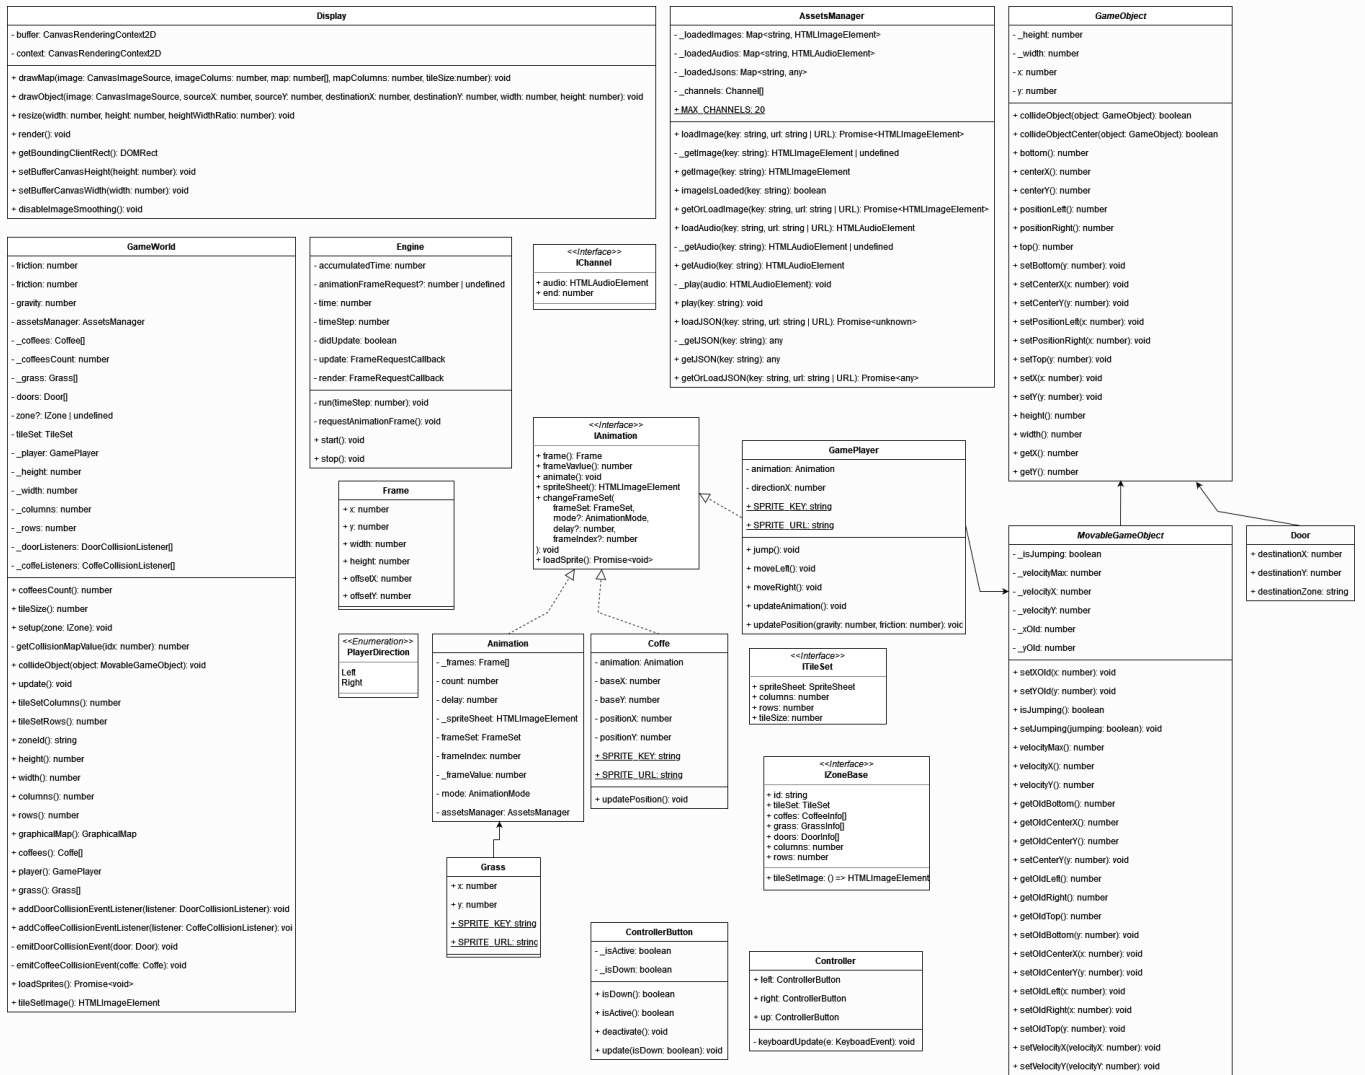 Display
- buffer: CanvasRenderingContext2D
- context: CanvasRenderingContext2D
+ drawMap(image: CanvasImageSource, imageColums: number, map: number[], mapColumns: number, tileSize:number): void
+ drawObject(image: CanvasImageSource, sourceX: number, sourceY: number, destinationX: number, destinationY: number, width: number, height: number): void
+ resize(width: number, height: number, heightWidthRatio: number): void
+ render(): void
+ getBoundingClientRect(): DOMRect
+ setBufferCanvasHeight(height: number): void
+ setBufferCanvasWidth(width: number): void
+ disableImageSmoothing(): void
AssetsManager
- _loadedImages: Map<string, HTMLImageElement>
- _loadedAudios: Map<string, HTMLAudioElement>
- _loadedJsons: Map<string, any>
- _channels: Channel[]
+ MAX_CHANNELS: 20
+ loadImage(key: string, url: string | URL): Promise<HTMLImageElement>
- _getImage(key: string): HTMLImageElement | undefined
+ getImage(key: string): HTMLImageElement
+ imageIsLoaded(key: string): boolean
+ getOrLoadImage(key: string, url: string | URL): Promise<HTMLImageElement>
+ loadAudio(key: string, url: string | URL): HTMLAudioElement
- _getAudio(key: string): HTMLAudioElement | undefined
+ getAudio(key: string): HTMLAudioElement
- _play(audio: HTMLAudioElement): void
+ play(key: string): void
+ loadJSON(key: string, url: string | URL): Promise<unknown>
- _getJSON(key: string): any
+ getJSON(key: string): any
+ getOrLoadJSON(key: string, url: string | URL): Promise<any>
GameObject
- _height: number
- _width: number
- x: number
- y: number
+ collideObject(object: GameObject): boolean
+ collideObjectCenter(object: GameObject): boolean
+ bottom(): number
+ centerX(): number
+ centerY(): number
+ positionLeft(): number
+ positionRight(): number
+ top(): number
+ setBottom(y: number): void
+ setCenterX(x: number): void
+ setCenterY(y: number): void
+ setPositionLeft(x: number): void
+ setPositionRight(x: number): void
+ setTop(y: number): void
+ setX(x: number): void
+ setY(y: number): void
+ height(): number
+ width(): number
+ getX(): number
+ getY(): number
GameWorld
- friction: number
- friction: number
- gravity: number
- assetsManager: AssetsManager
- _coffees: Coffee[]
- _coffeesCount: number
- _grass: Grass[]
- doors: Door[]
- zone?: IZone | undefined
- tileSet: TileSet
- _player: GamePlayer
- _height: number
- _width: number
- _columns: number
- _rows: number
- _doorListeners: DoorCollisionListener[]
- _coffeListeners: CoffeCollisionListener[]
+ coffeesCount(): number
+ tileSize(): number
+ setup(zone: IZone): void
- getCollisionMapValue(idx: number): number
+ collideObject(object: MovableGameObject): void
+ update(): void
+ tileSetColumns(): number
+ tileSetRows(): number
+ zoneId(): string
+ height(): number
+ width(): number
+ columns(): number
+ rows(): number
+ graphicalMap(): GraphicalMap
+ coffees(): Coffe[]
+ player(): GamePlayer
+ grass(): Grass[]
+ addDoorCollisionEventListener(listener: DoorCollisionListener): void
+ addCoffeeCollisionEventListener(listener: CoffeCollisionListener): voi
- emitDoorCollisionEvent(door: Door): void
- emitCoffeeCollisionEvent(coffe: Coffe): void
+ loadSprites(): Promise<void>
+ tileSetImage(): HTMLImageElement
Engine
- accumulatedTime: number
- animationFrameRequest?: number | undefined
- time: number
- timeStep: number
- didUpdate: boolean
- update: FrameRequestCallback
- render: FrameRequestCallback
- run(timeStep: number): void
- requestAnimationFrame(): void
+ start(): void
+ stop(): void
<<Interface>>
IChannel
+ audio: HTMLAudioElement
+ end: number
<<Interface>>
IAnimation
+ frame(): Frame
+ frameVavlue(): number
+ animate(): void
+ spriteSheet(): HTMLImageElement
+ changeFrameSet(
frameSet: FrameSet,
mode?: AnimationMode,
delay?: number,
frameIndex?: number
): void
+ loadSprite(): Promise<void>
GamePlayer
- animation: Animation
- directionX: number
+ SPRITE_KEY: string
+ SPRITE_URL: string
+ jump(): void
+ moveLeft(): void
+ moveRight(): void
+ updateAnimation(): void
+ updatePosition(gravity: number, friction: number): voic
Frame
+ x: number
+ y: number
+ width: number
+ height: number
+ offsetX: number
+ offsetY: number
MovableGameObject
- _isJumping: boolean
- _velocityMax: number
- _velocityX: number
- _velocityY: number
- _xOld: number
- _yOld: number
+ setXOld(x: number): void
+ setYOld(y: number): void
+ isJumping(): boolean
+ setJumping(jumping: boolean): void
+ velocityMax(): number
+ velocityX(): number
+ velocityY(): number
+ getOldBottom(): number
+ getOldCenterX(): number
+ getOldCenterY(): number
+ setCenterY(y: number): void
+ getOldLeft(): number
+ getOldRight(): number
+ getOldTop(): number
+ setOldBottom(y: number): void
+ setOldCenterX(x: number): void
+ setOldCenterY(y: number): void
+ setOldLeft(x: number): void
+ setOldRight(x: number): void
+ setOldTop(y: number): void
+ setVelocityX(velocityX: number): void
+ setVelocityY(velocityY: number): void
Door
+ destinationX: number
+ destinationY: number
+ destinationZone: string
<<Enumeration>>
PlayerDirection
Left
Right
Animation
- _frames: Frame[]
- count: number
- delay: number
- _spriteSheet: HTMLImageElement
- frameSet: FrameSet
- frameIndex: number
- _frameValue: number
- mode: AnimationMode
- assetsManager: AssetsManager
Coffe
- animation: Animation
- baseX: number
- baseY: number
- positionX: number
- positionY: number
+ SPRITE_KEY: string
+ SPRITE_URL: string
+ updatePosition(): void
<<Interface>>
ITileSet
+ spriteSheet: SpriteSheet
+ columns: number
+ rows: number
+ tileSize: number
<<Interface>>
IZoneBase
+ id: string
+ tileSet: TileSet
+ coffes: CoffeeInfo[]
+ grass: GrassInfo[]
+ doors: DoorInfo[]
+ columns: number
+ rows: number
+ tileSetImage: () => HTMLImageElement
Grass
+ x: number
+ y: number
+ SPRITE_KEY: string
+ SPRITE_URL: string
ControllerButton
- _isActive: boolean
- _isDown: boolean
+ isDown(): boolean
+ isActive(): boolean
+ deactivate(): void
+ update(isDown: boolean): void
Controller
+ left: ControllerButton
+ right: ControllerButton
+ up: ControllerButton
- keyboardUpdate(e: KeyboadEvent): void